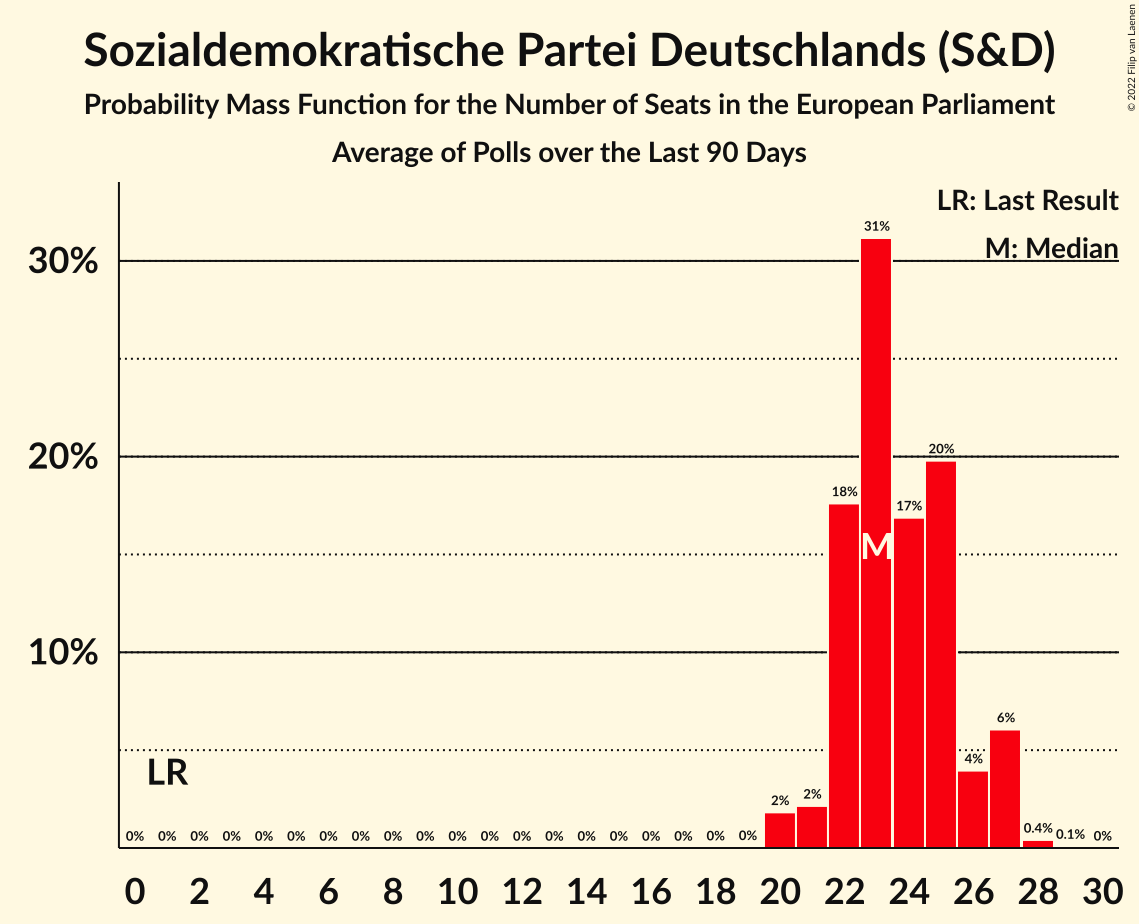 Sozialdemokratische Partei Deutschlands (S&D)
Probability Mass Function for the Number of Seats in the European Parliament
Average of Polls over the Last 90 Days
© 2022 Filip van Laenen
LR: Last Result
M: Median
30%
20%
10%
31%
20%
18%
17%
M
6%
4%
LR
2%
2%
0% 0% 0% 0% 0% 0% 0% 0% 0% 0% 0% 0% 0% 0% 0% 0% 0% 0% 0% 0% 0.4% 0.1% 0%
0 2 4 6 8 10 12 14 16 18 20 22 24 26 28 30